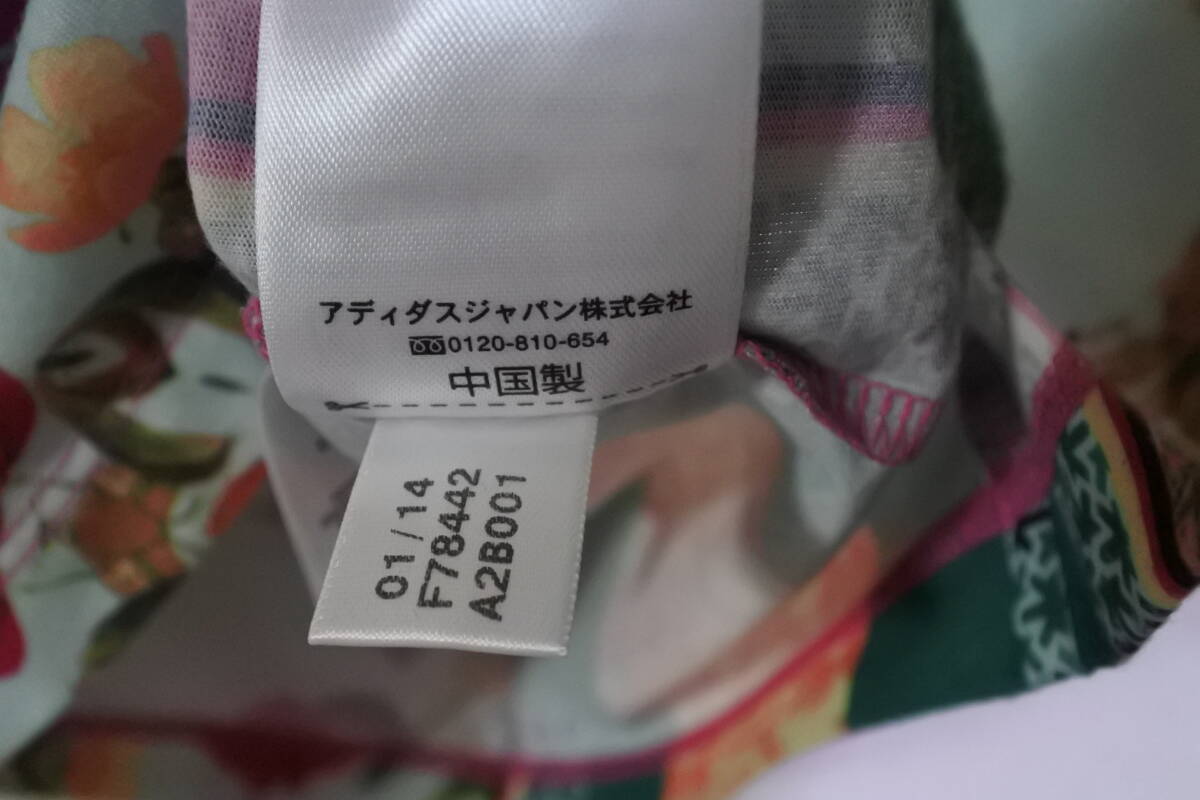 アディダスジャパン株式会社
0120-810-654
中国製
01/14
F78442
A2B001